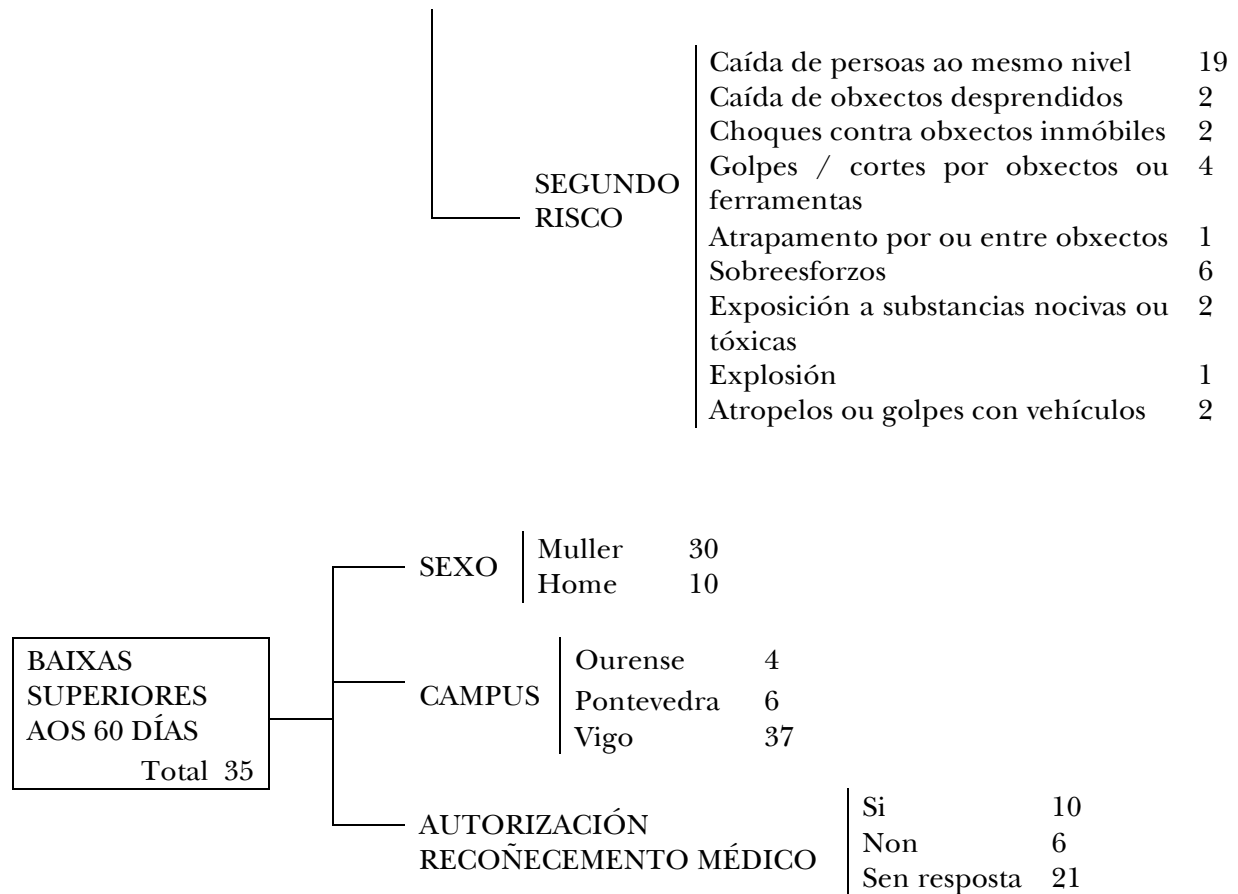 SEGUNDO
RISCO
Caída de persoas ao mesmo nivel 19
Caída de obxectos desprendidos 2
Choques contra obxectos inmóbiles 2
Golpes / cortes por obxectos ou 4
ferramentas
Atrapamento por ou entre obxectos 1
Sobreesforzos 6
Exposición a substancias nocivas ou 2
tóxicas
Explosión 1
Atropelos ou golpes con vehículos 2
BAIXAS
SUPERIORES
AOS 60 DÍAS
Total 35
SEXO
Muller 30
Home 10
CAMPUS
Ourense 4
Pontevedra 6
Vigo 37
AUTORIZACIÓN
RECOÑECEMENTO MÉDICO
Si 10
Non 6
Sen resposta 21